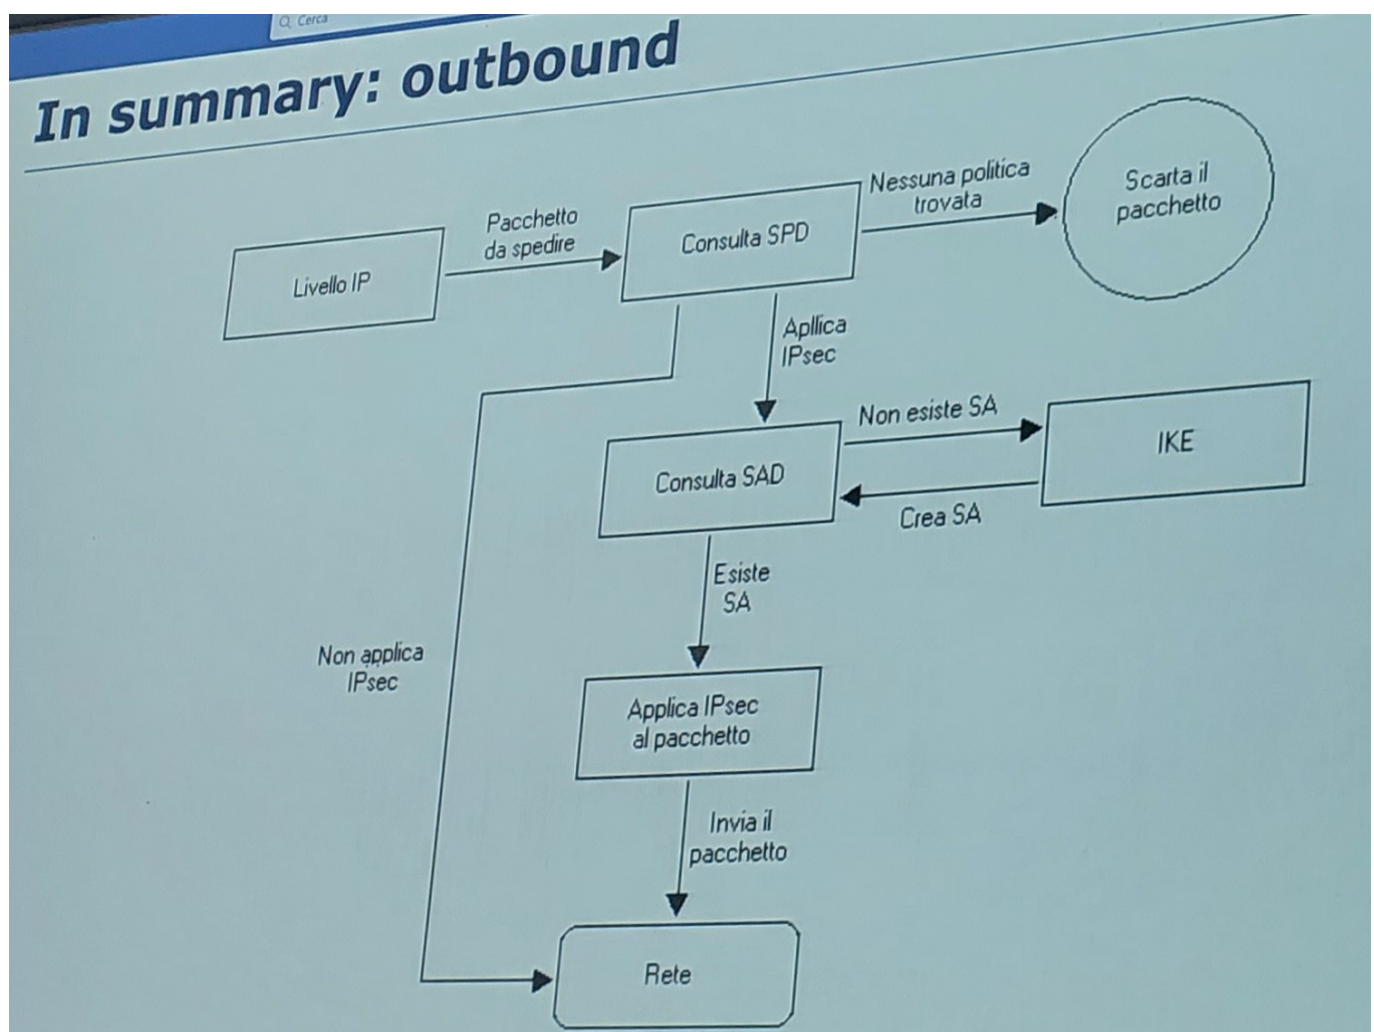 Cerca
In summary: outbound
Nessuna politica
trovata
Scarta il
pacchetto
Pacchetto
da spedire
Consulta SPD
Livello IP
Apllica
IPsec
Non esiste SA
IKE
Consulta SAD
Crea SA
Esiste
SA
Non applica
IPsec
Applica IPsec
al pacchetto
Invia il
pacchetto
Rete